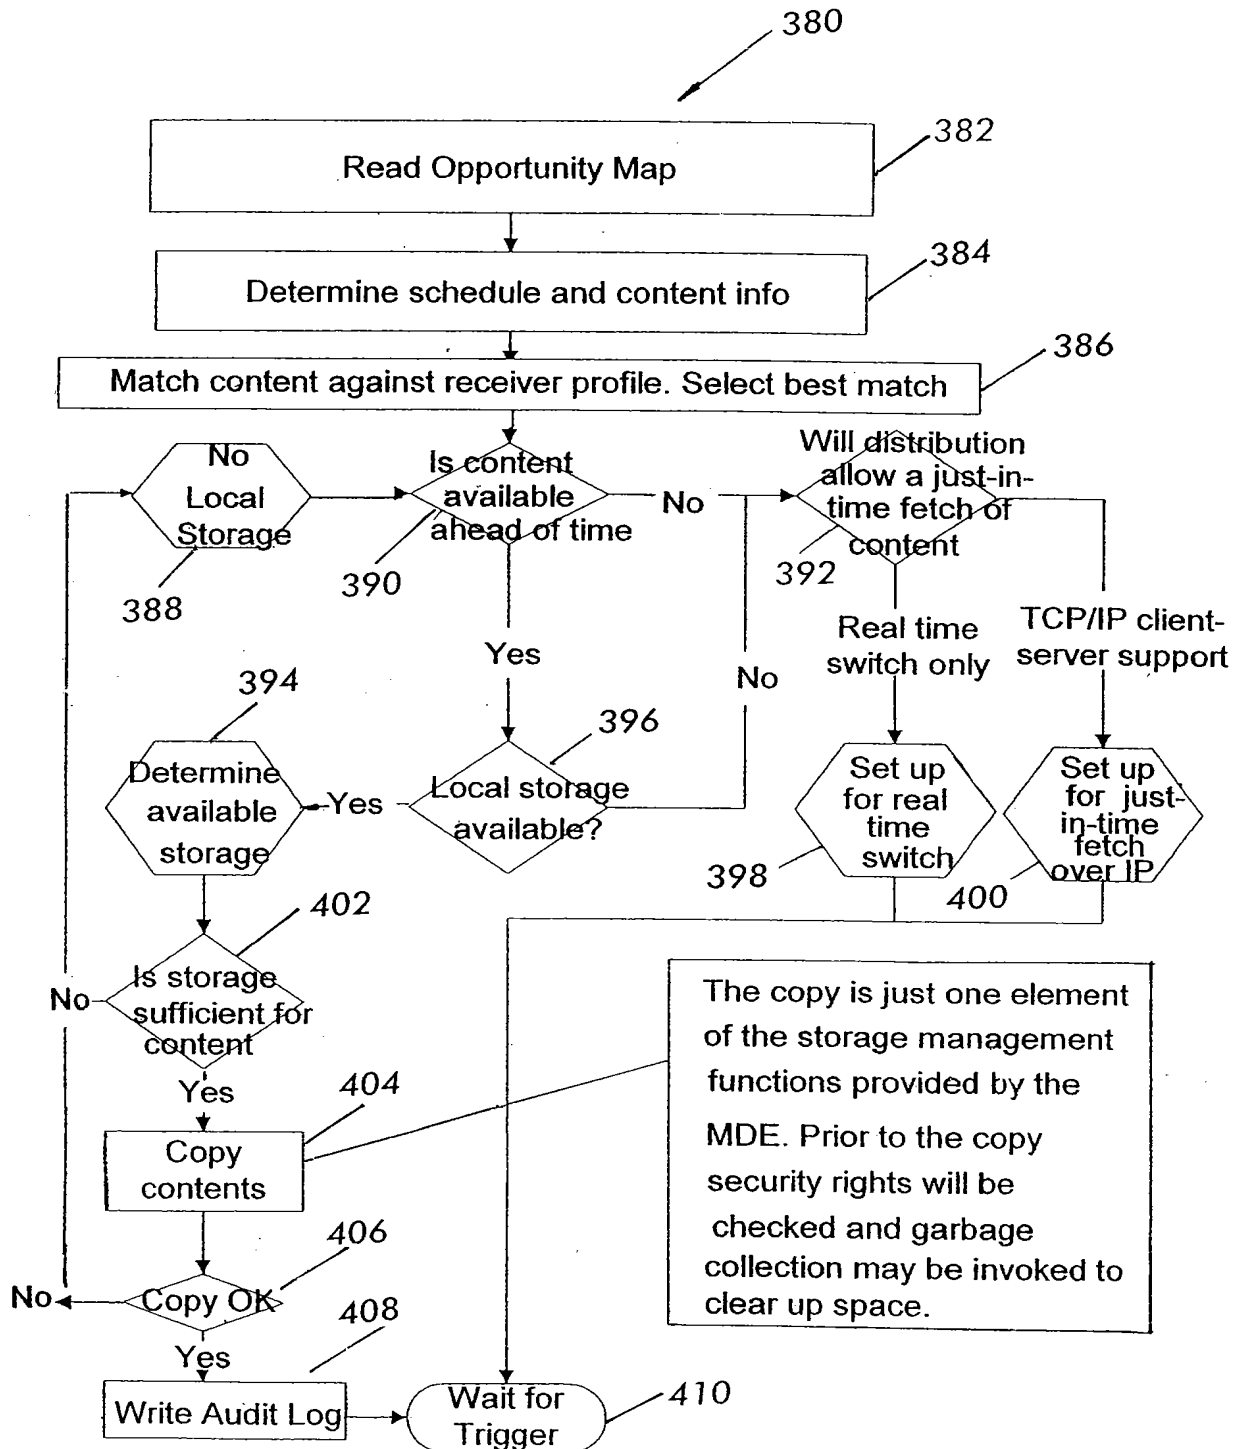 380
382
Read Opportunity Map
384
Determine schedule and content info
386
Match content against receiver profile. Select best match
No
Local
Storage
388
Is content
available
ahead of time
390
No
Will distribution
allow a just-in-
time fetch of
content
392
Yes
No
Real time
switch only
TCP/IP client-
server support
394
Determine
available
storage
Yes
396
Local storage
available?
Set up
for real
time
switch
398
Set up
for just-
in-time
fetch
over IP
400
402
Is storage
sufficient for
content
No
Yes
404
Copy
contents
The copy is just one element
of the storage management
functions provided by the
MDE. Prior to the copy
security rights will be
checked and garbage
collection may be invoked to
clear up space.
406
Copy OK
No
Yes
408
Write Audit Log
Wait for
Trigger
410